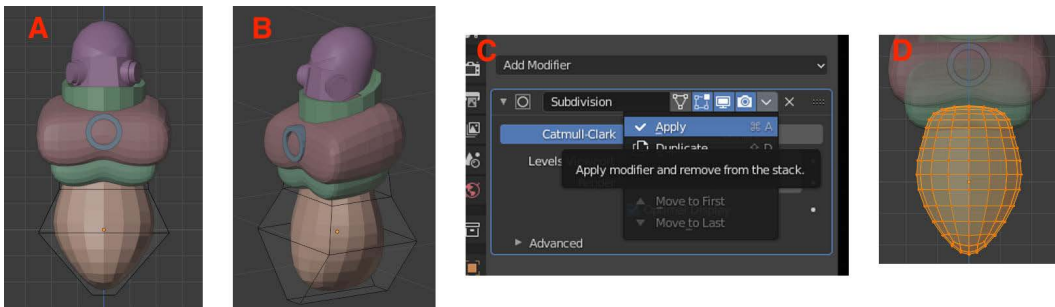 A
B
C
D
Add Modifier
Subdivision
Catmull-Clark
Apply ⌘ A
Duplicate ⇧ D
Levels
Apply modifier and remove from the stack.
Move to First
Move to Last
Advanced